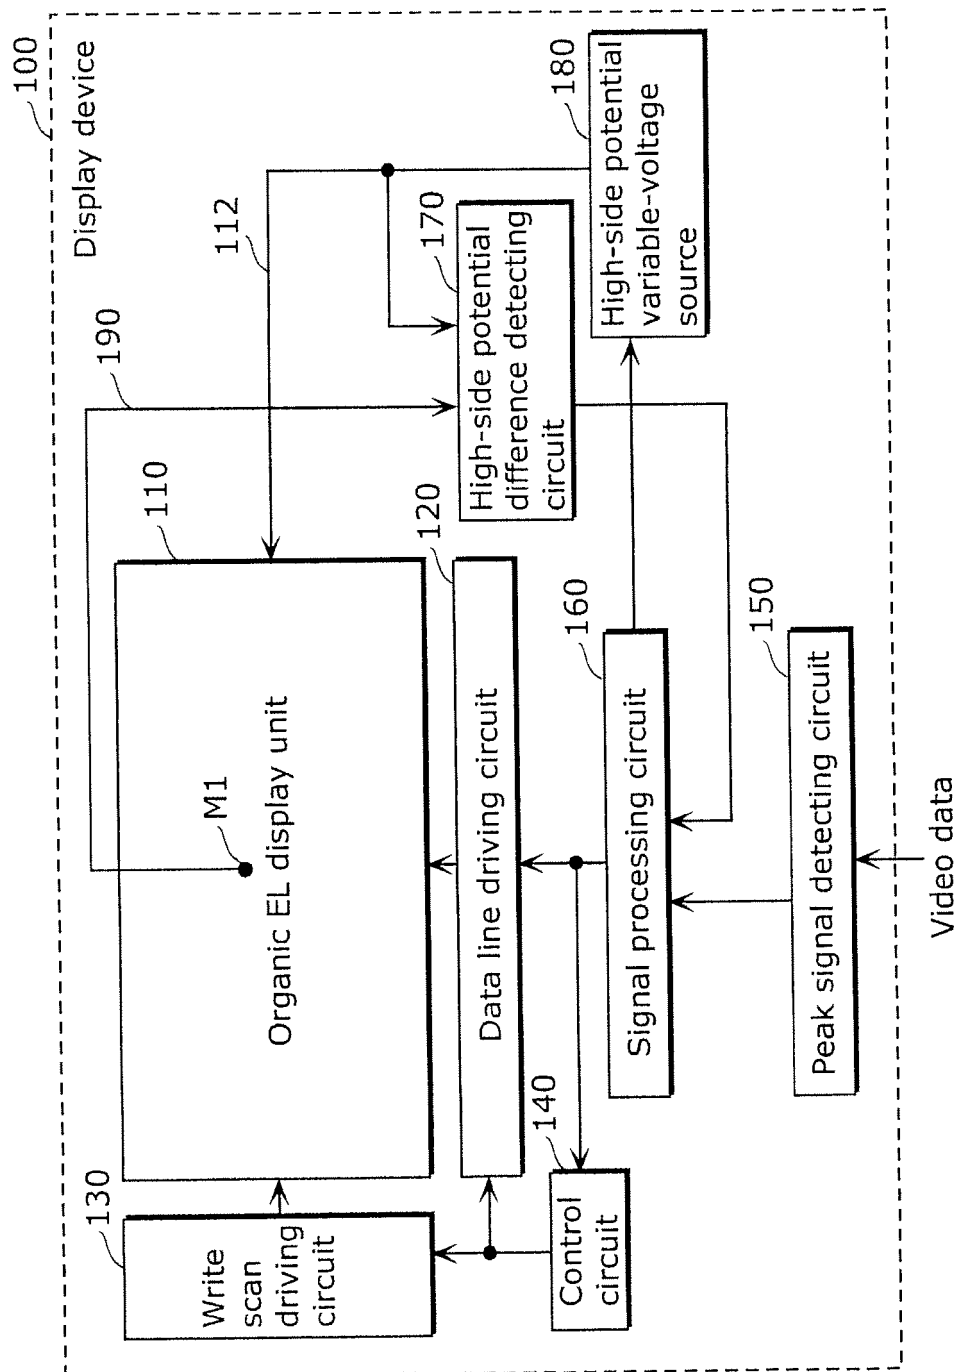 100
Display device
190
112
110
M1
Organic EL display unit
130
Write
scan
driving
circuit
120
Data line driving circuit
170
High-side potential
difference detecting
circuit
180
High-side potential
variable-voltage
source
140
Control
circuit
160
Signal processing circuit
150
Peak signal detecting circuit
Video data